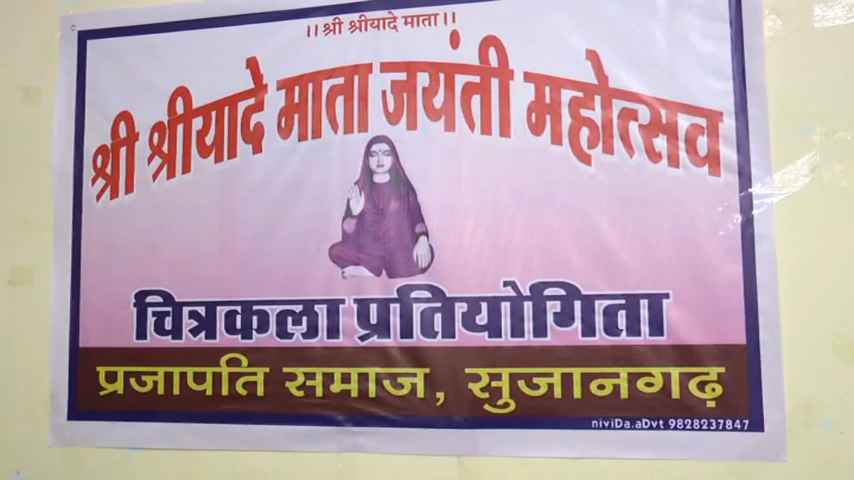 ।। श्री श्रीयादे माता ।।
श्री श्रीयादे माता जयंती महोत्सव
चित्रकला प्रतियोगिता
प्रजापति समाज, सुजानगढ़
niviDa.aDvt 9828237847